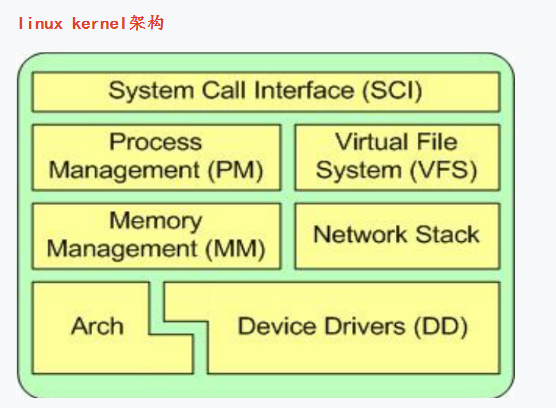 linux kernel架构
System Call Interface (SCI)
Process
Management (PM)
Virtual File
System (VFS)
Memory
Management (MM)
Network Stack
Arch
Device Drivers (DD)